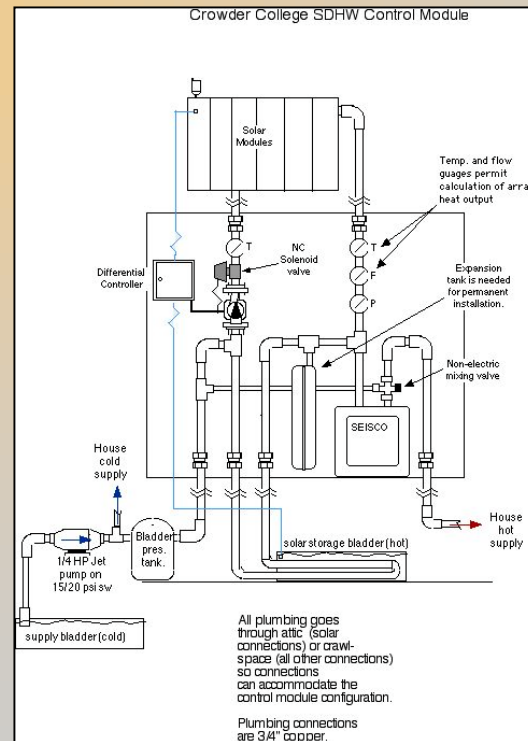 Crowder College SDHW Control Module
Solar
Modules
Temp. and flow
guages permit
calculation of arra
heat output
T
NC
Solenoid
valve
T
Differential
Controller
F
Expansion
tank is needed
for permanent
installation.
P
Non-electric
mixing valve
SEISCO
House
cold
supply
House
hot
supply
Bladder
pres.
tank.
solar storage bladder (hot)
1/4 HP Jet
pump on
15/20 psi sw
supply bladder (cold)
All plumbing goes
through attic (solar
connections) or crawl-
space (all other connections)
so connections
can accommodate the
control module configuration.
Plumbing connections
are 3/4" copper.